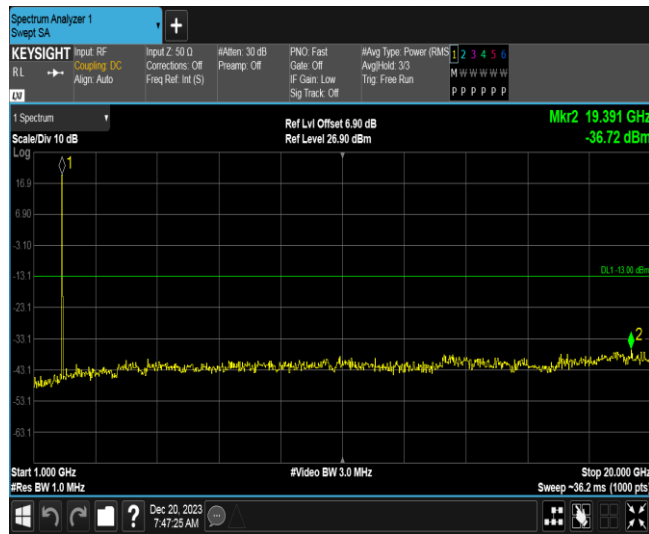 Spectrum Analyzer 1
Swept SA
KEYSIGHT Input: RF Input Z: 50 Ω #Atten: 30 dB PNO: Fast #Avg Type: Power (RMS 1 2 3 4 5 6
RL Coupling: DC Corrections: Off Preamp: Off Gate: Off Avg|Hold: 3/3 M W W W W W
Align: Auto Freq Ref: Int (S) IF Gain: Low Trig: Free Run
LXI Sig Track: Off P P P P P P
1 Spectrum Ref Lvl Offset 6.90 dB Mkr2 19.391 GHz
Scale/Div 10 dB Ref Level 26.90 dBm -36.72 dBm
Log
1
16.9
6.90
-3.10
-13.1 DL1 -13.00 dBm
-23.1
-33.1 2
-43.1
-53.1
-63.1
Start 1.000 GHz #Video BW 3.0 MHz Stop 20.000 GHz
#Res BW 1.0 MHz Sweep ~36.2 ms (1000 pts)
? Dec 20, 2023
7:47:25 AM